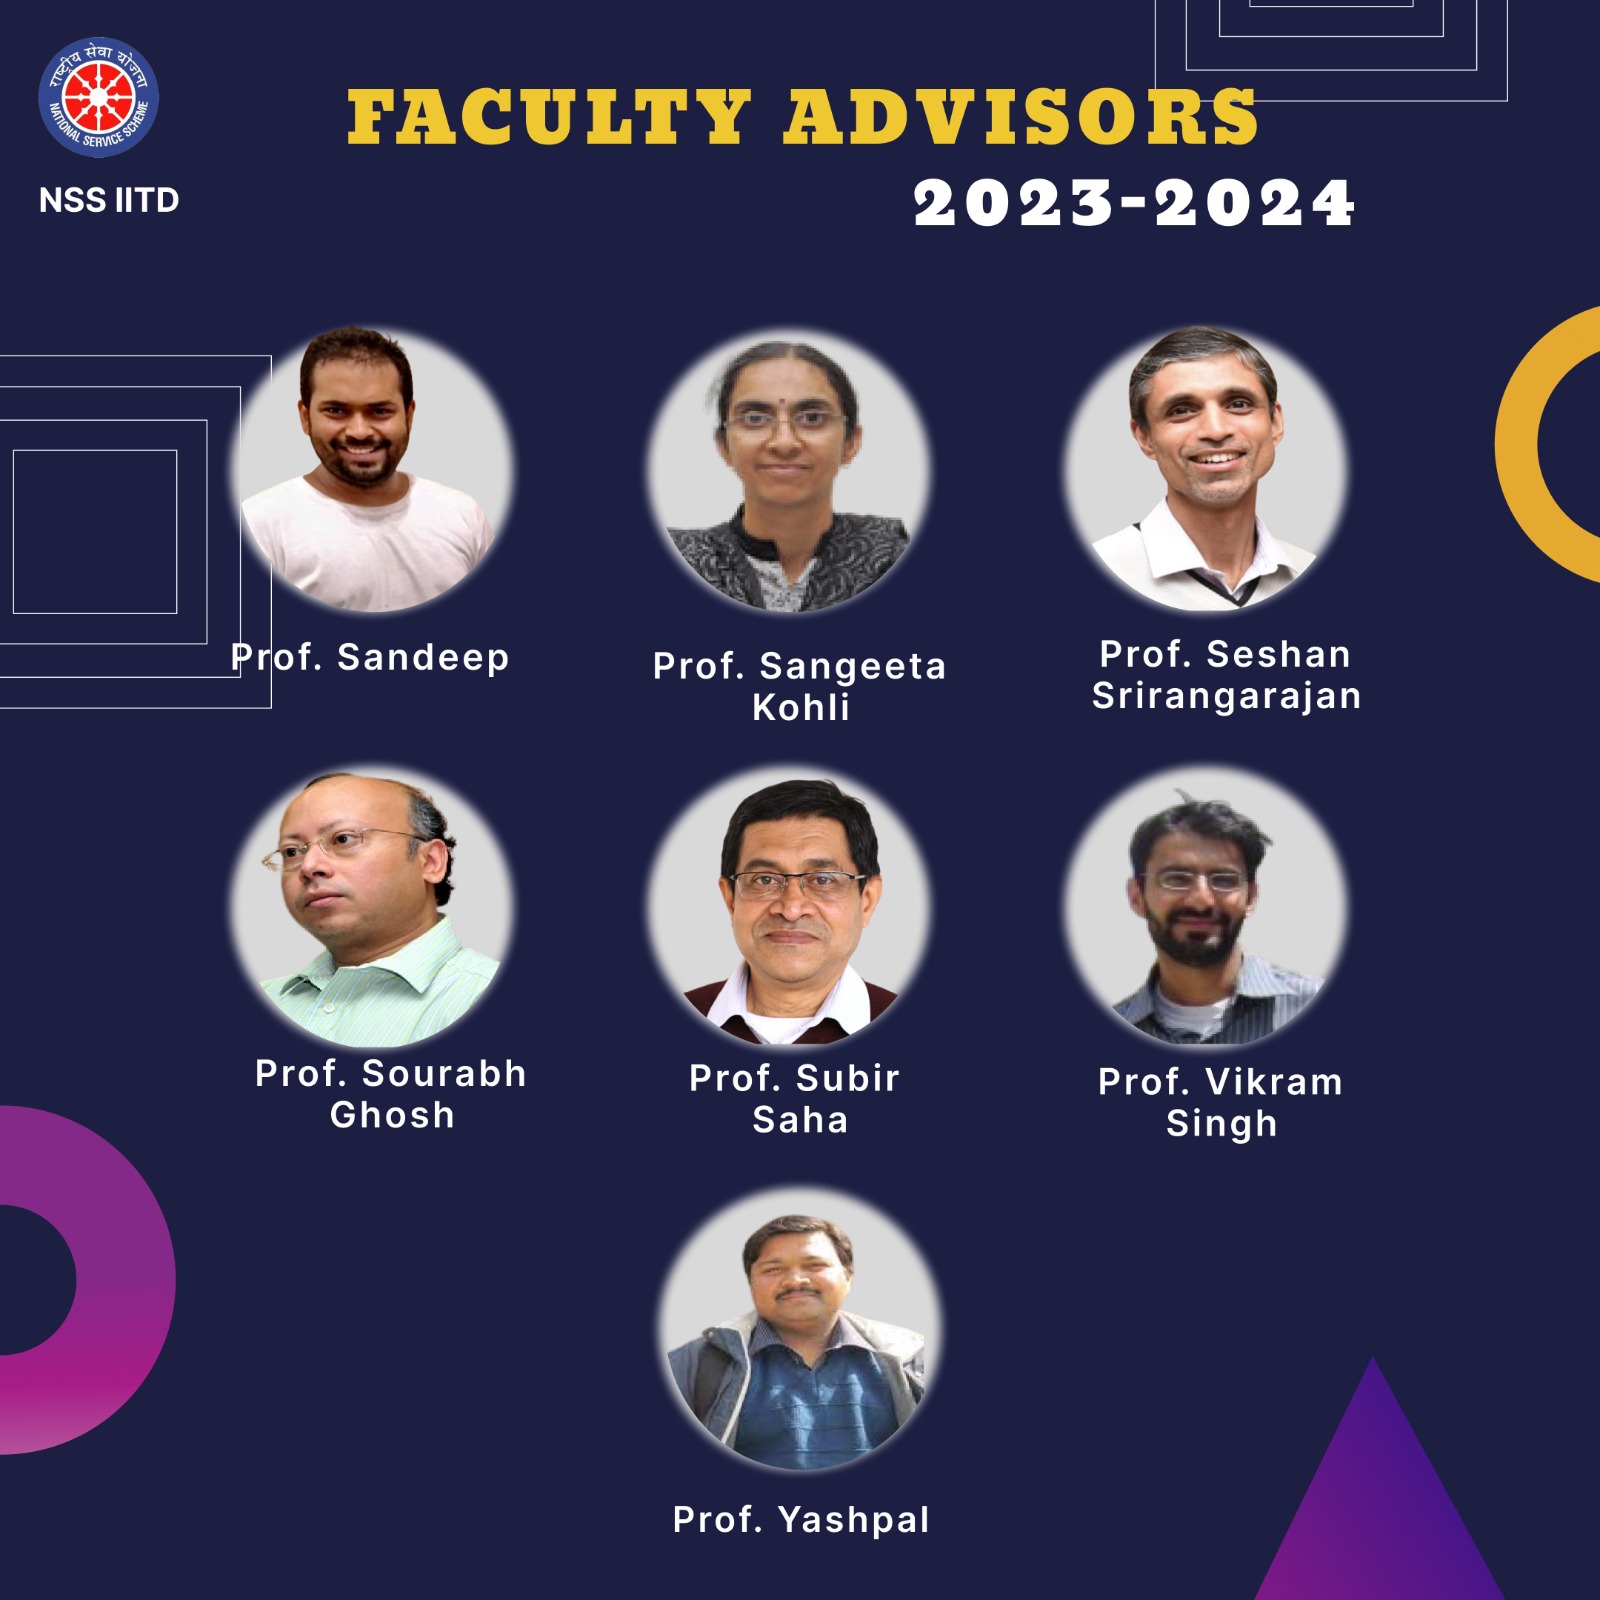 राष्ट्रीय सेवा योजना
NATIONAL SERVICE SCHEME
NSS IITD
FACULTY ADVISORS
2023-2024
Prof. Sandeep
Prof. Sangeeta
Kohli
Prof. Seshan
Srirangarajan
Prof. Sourabh
Ghosh
Prof. Subir
Saha
Prof. Vikram
Singh
Prof. Yashpal